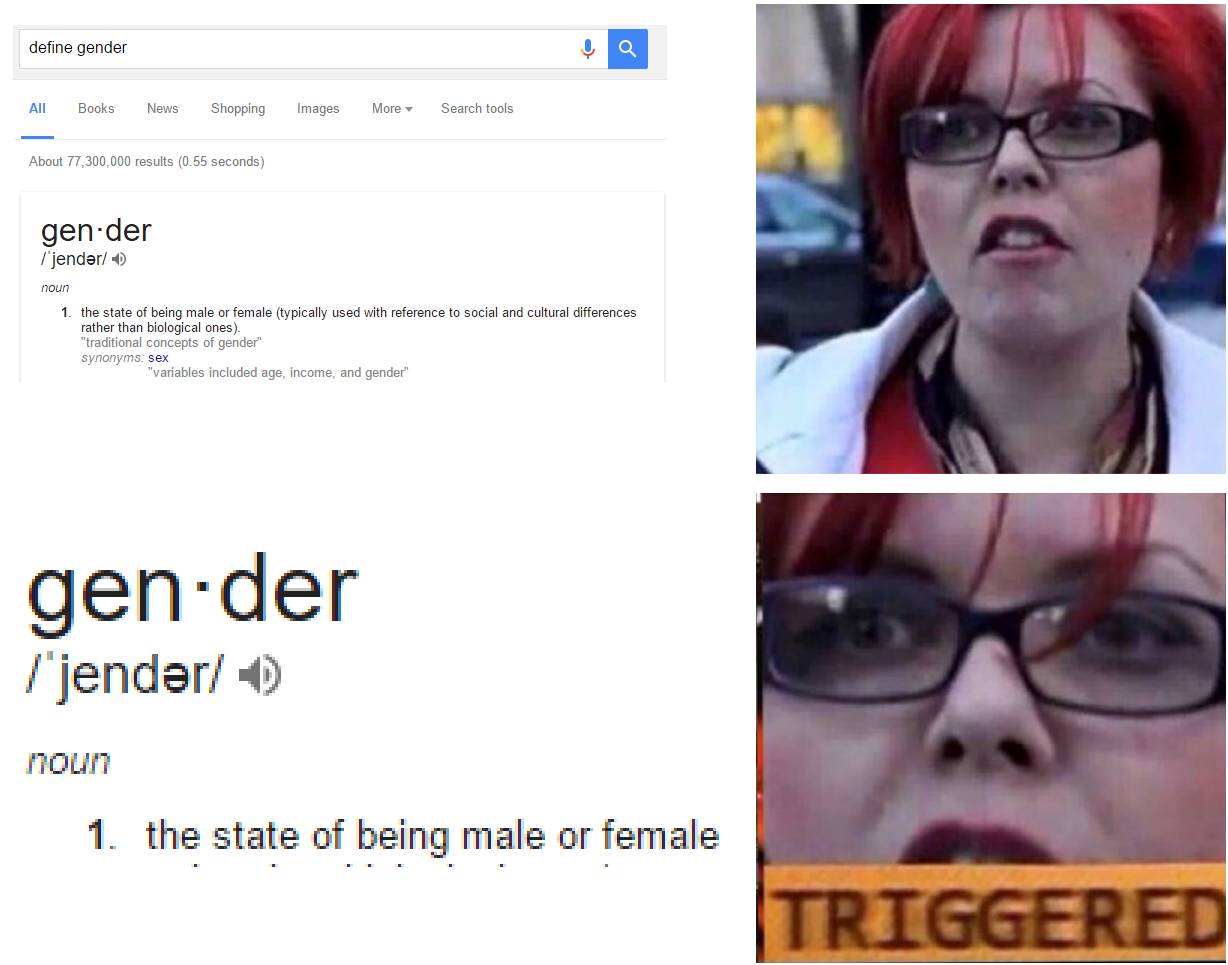 define gender
All Books News Shopping Images More Search tools
About 77,300,000 results (0.55 seconds)
gen·der
/ˈjendər/
noun
1. the state of being male or female (typically used with reference to social and cultural differences
rather than biological ones).
"traditional concepts of gender"
synonyms: sex
"variables included age, income, and gender"
gen·der
/ˈjendər/
noun
1. the state of being male or female
TRIGGERED